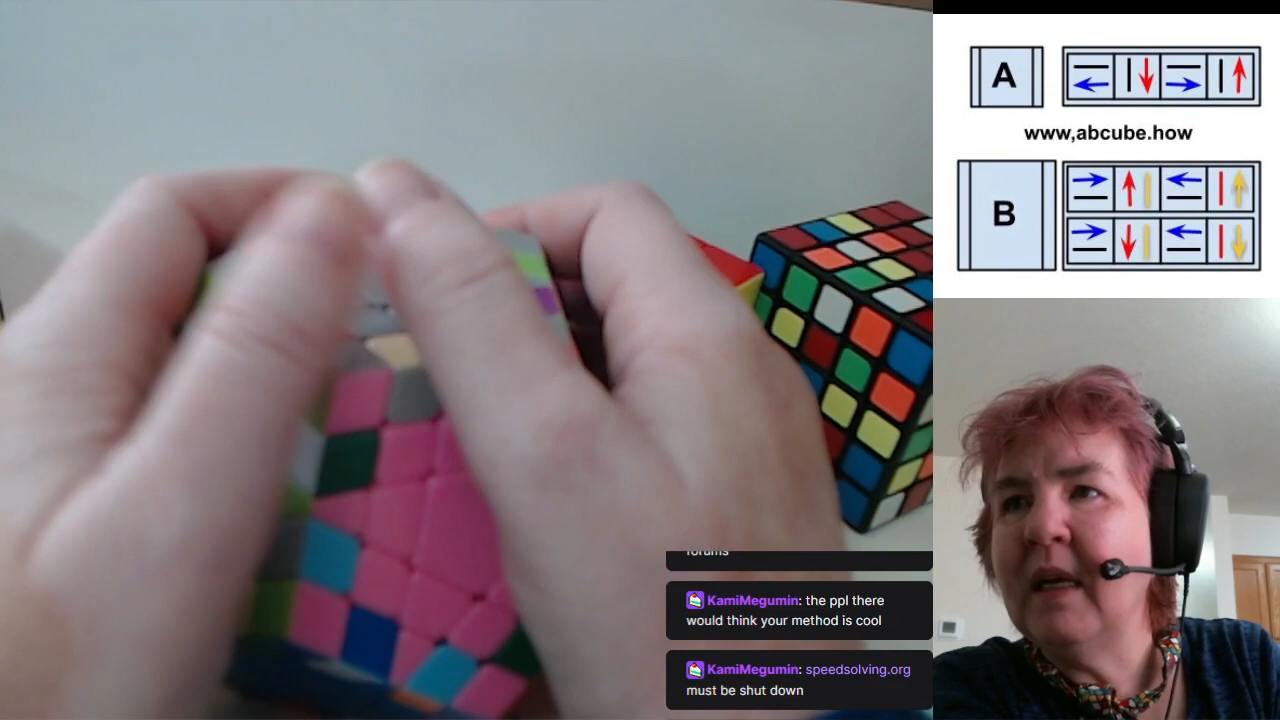 A
www,abcube.how
B
forums
KamiMegumin: the ppl there
would think your method is cool
KamiMegumin: speedsolving.org
must be shut down